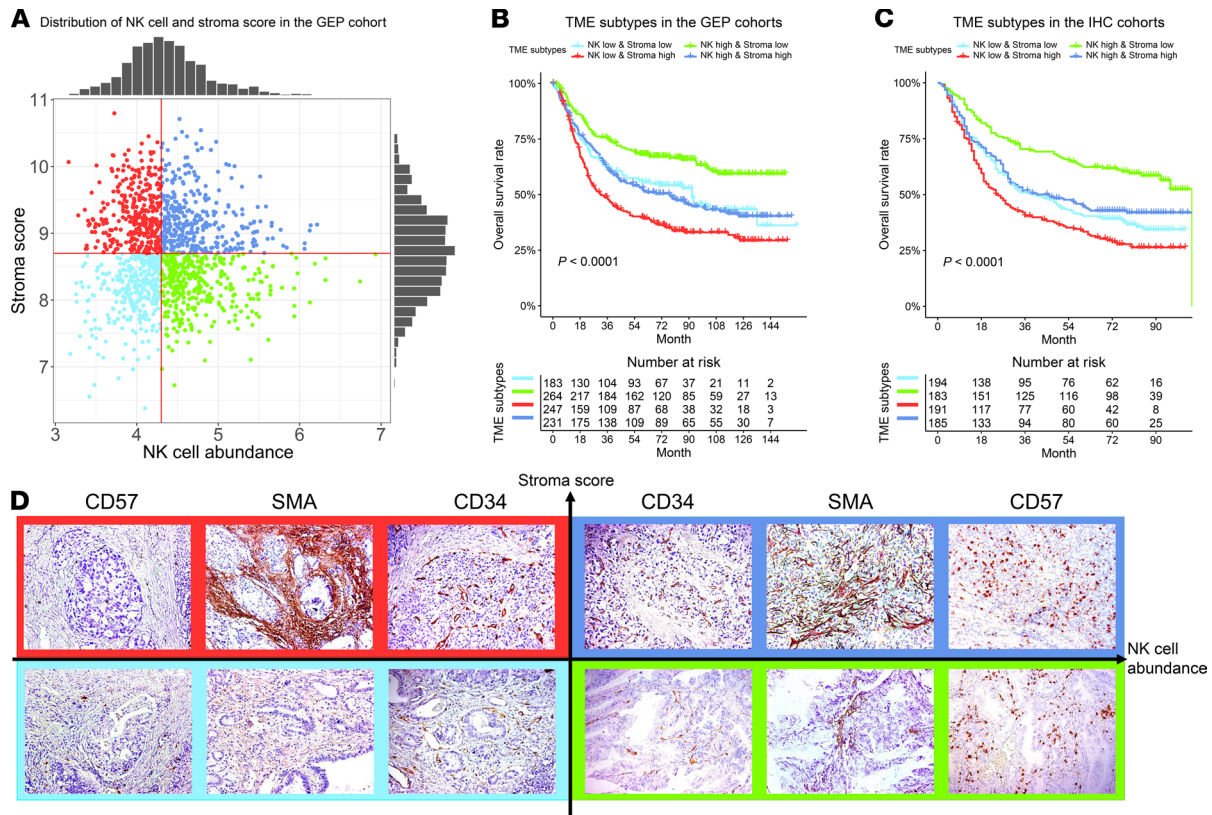 A
Distribution of NK cell and stroma score in the GEP cohort
11
10
9
8
7
Stroma score
3 4 5 6 7
NK cell abundance
B
TME subtypes in the GEP cohorts
TME subtypes
NK low & Stroma low
NK high & Stroma low
NK low & Stroma high
NK high & Stroma high
100%
75%
50%
25%
0%
Overall survival rate
P < 0.0001
0 18 36 54 72 90 108 126 144
Month
Number at risk
TME subtypes
183 130 104 93 67 37 21 11 2
264 217 184 162 120 85 59 27 13
247 159 109 87 68 38 32 18 3
231 175 138 109 89 65 55 30 7
0 18 36 54 72 90 108 126 144
Month
C
TME subtypes in the IHC cohorts
TME subtypes
NK low & Stroma low
NK high & Stroma low
NK low & Stroma high
NK high & Stroma high
100%
75%
50%
25%
0%
Overall survival rate
P < 0.0001
0 18 36 54 72 90
Month
Number at risk
TME subtypes
194 138 95 76 62 16
183 151 125 116 98 39
191 117 77 60 42 8
185 133 94 80 60 25
0 18 36 54 72 90
Month
D
Stroma score
CD57 SMA CD34 CD34 SMA CD57
NK cell
abundance